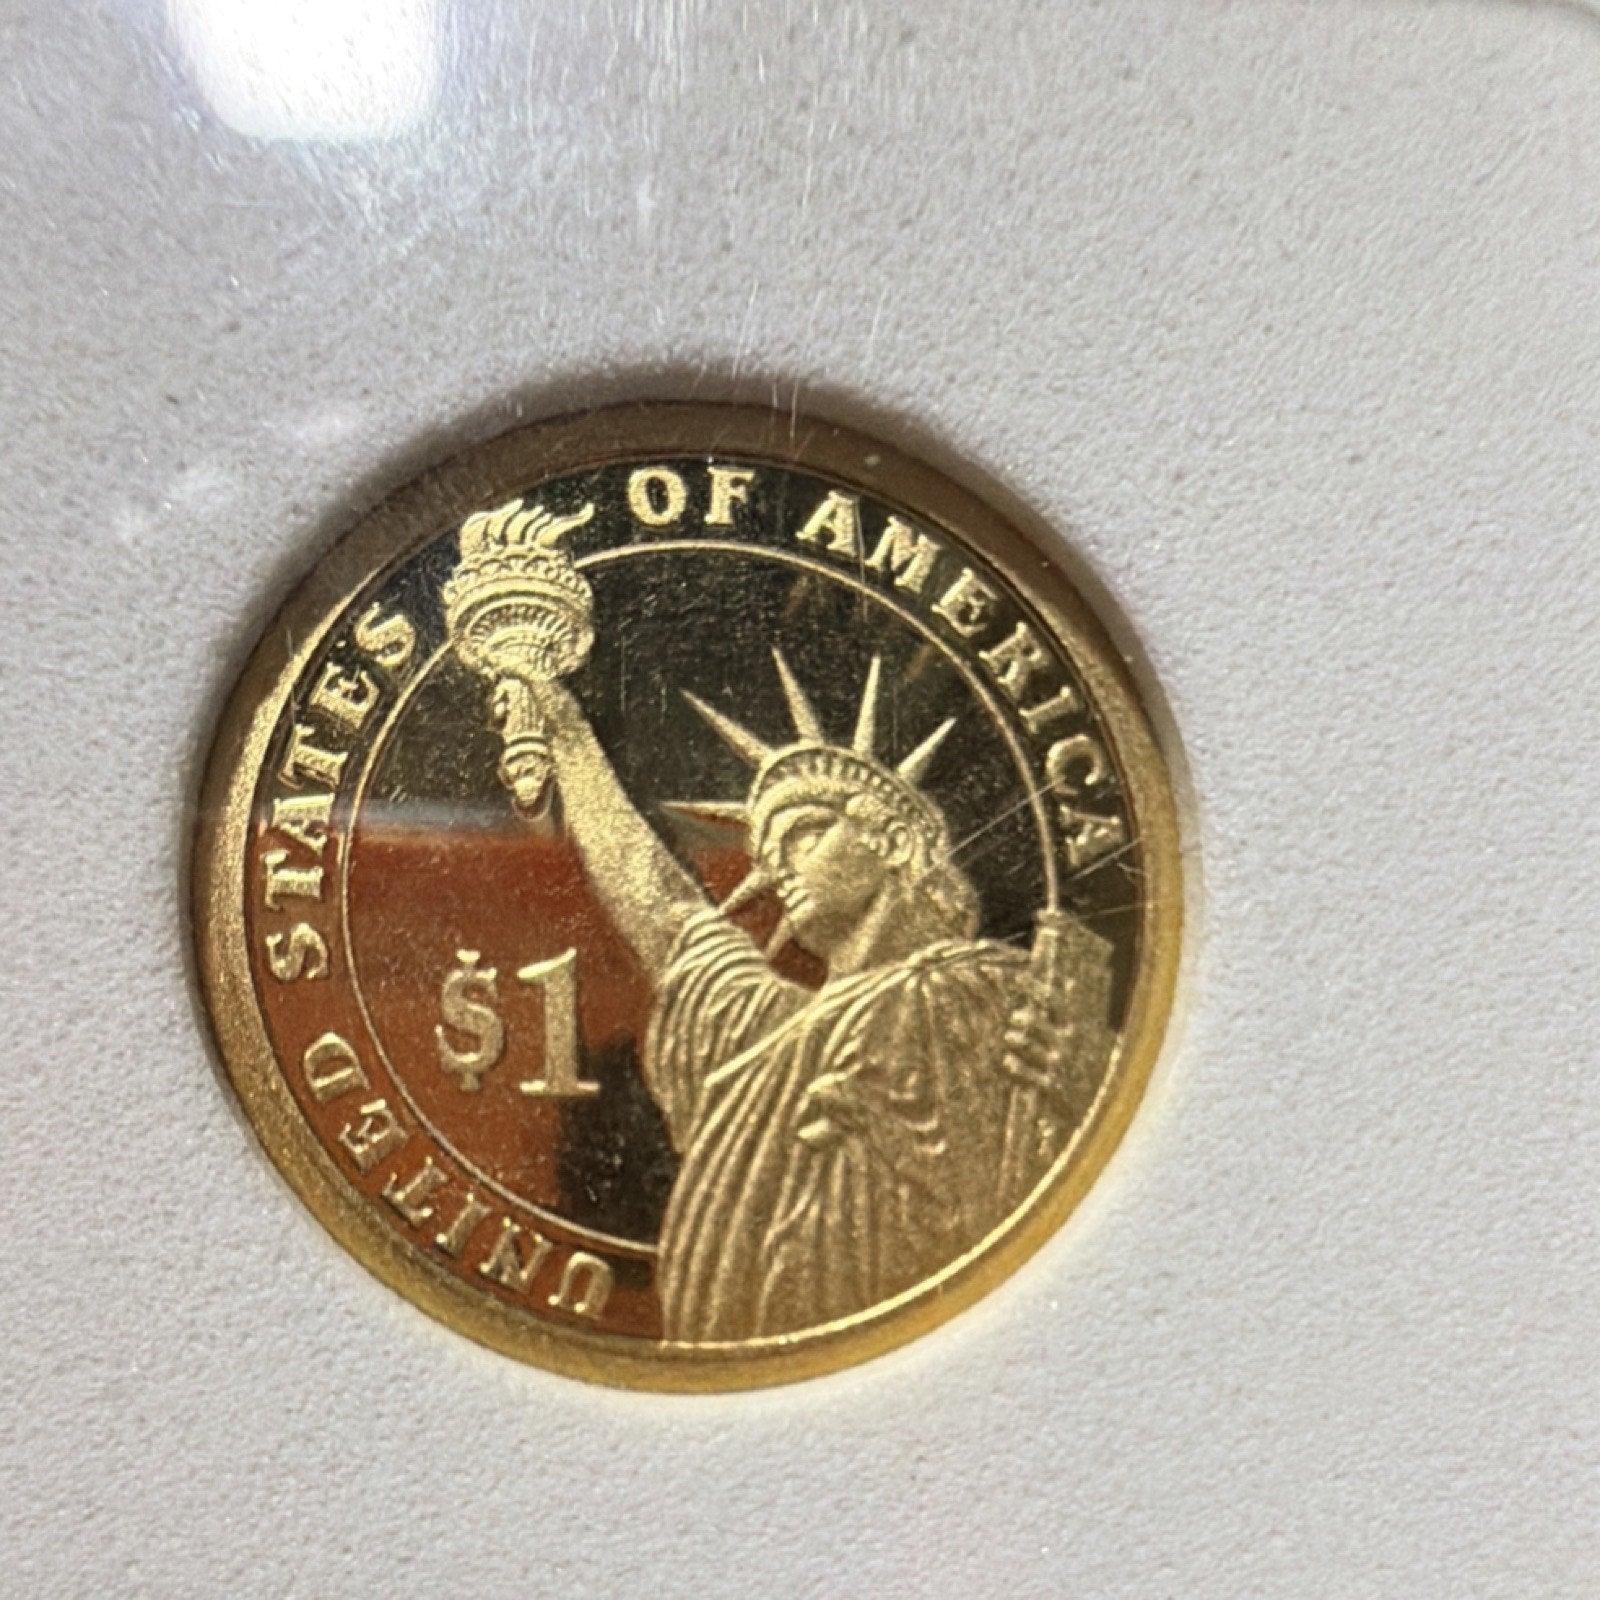 UNITED STATES OF AMERICA
$1